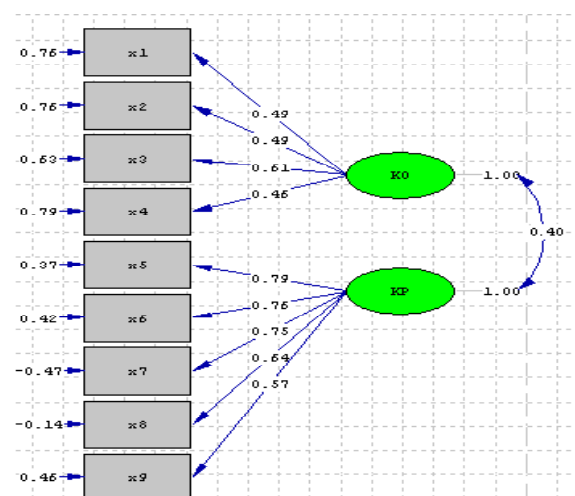 0.76 x1
0.49
0.76 x2
0.49
0.63 x3
0.61
KO 1.00
0.46
0.79 x4
0.40
0.37 x5
0.79
KP 1.00
0.76
0.42 x6
0.75
0.64
-0.47 x7
0.57
-0.14 x8
0.46 x9